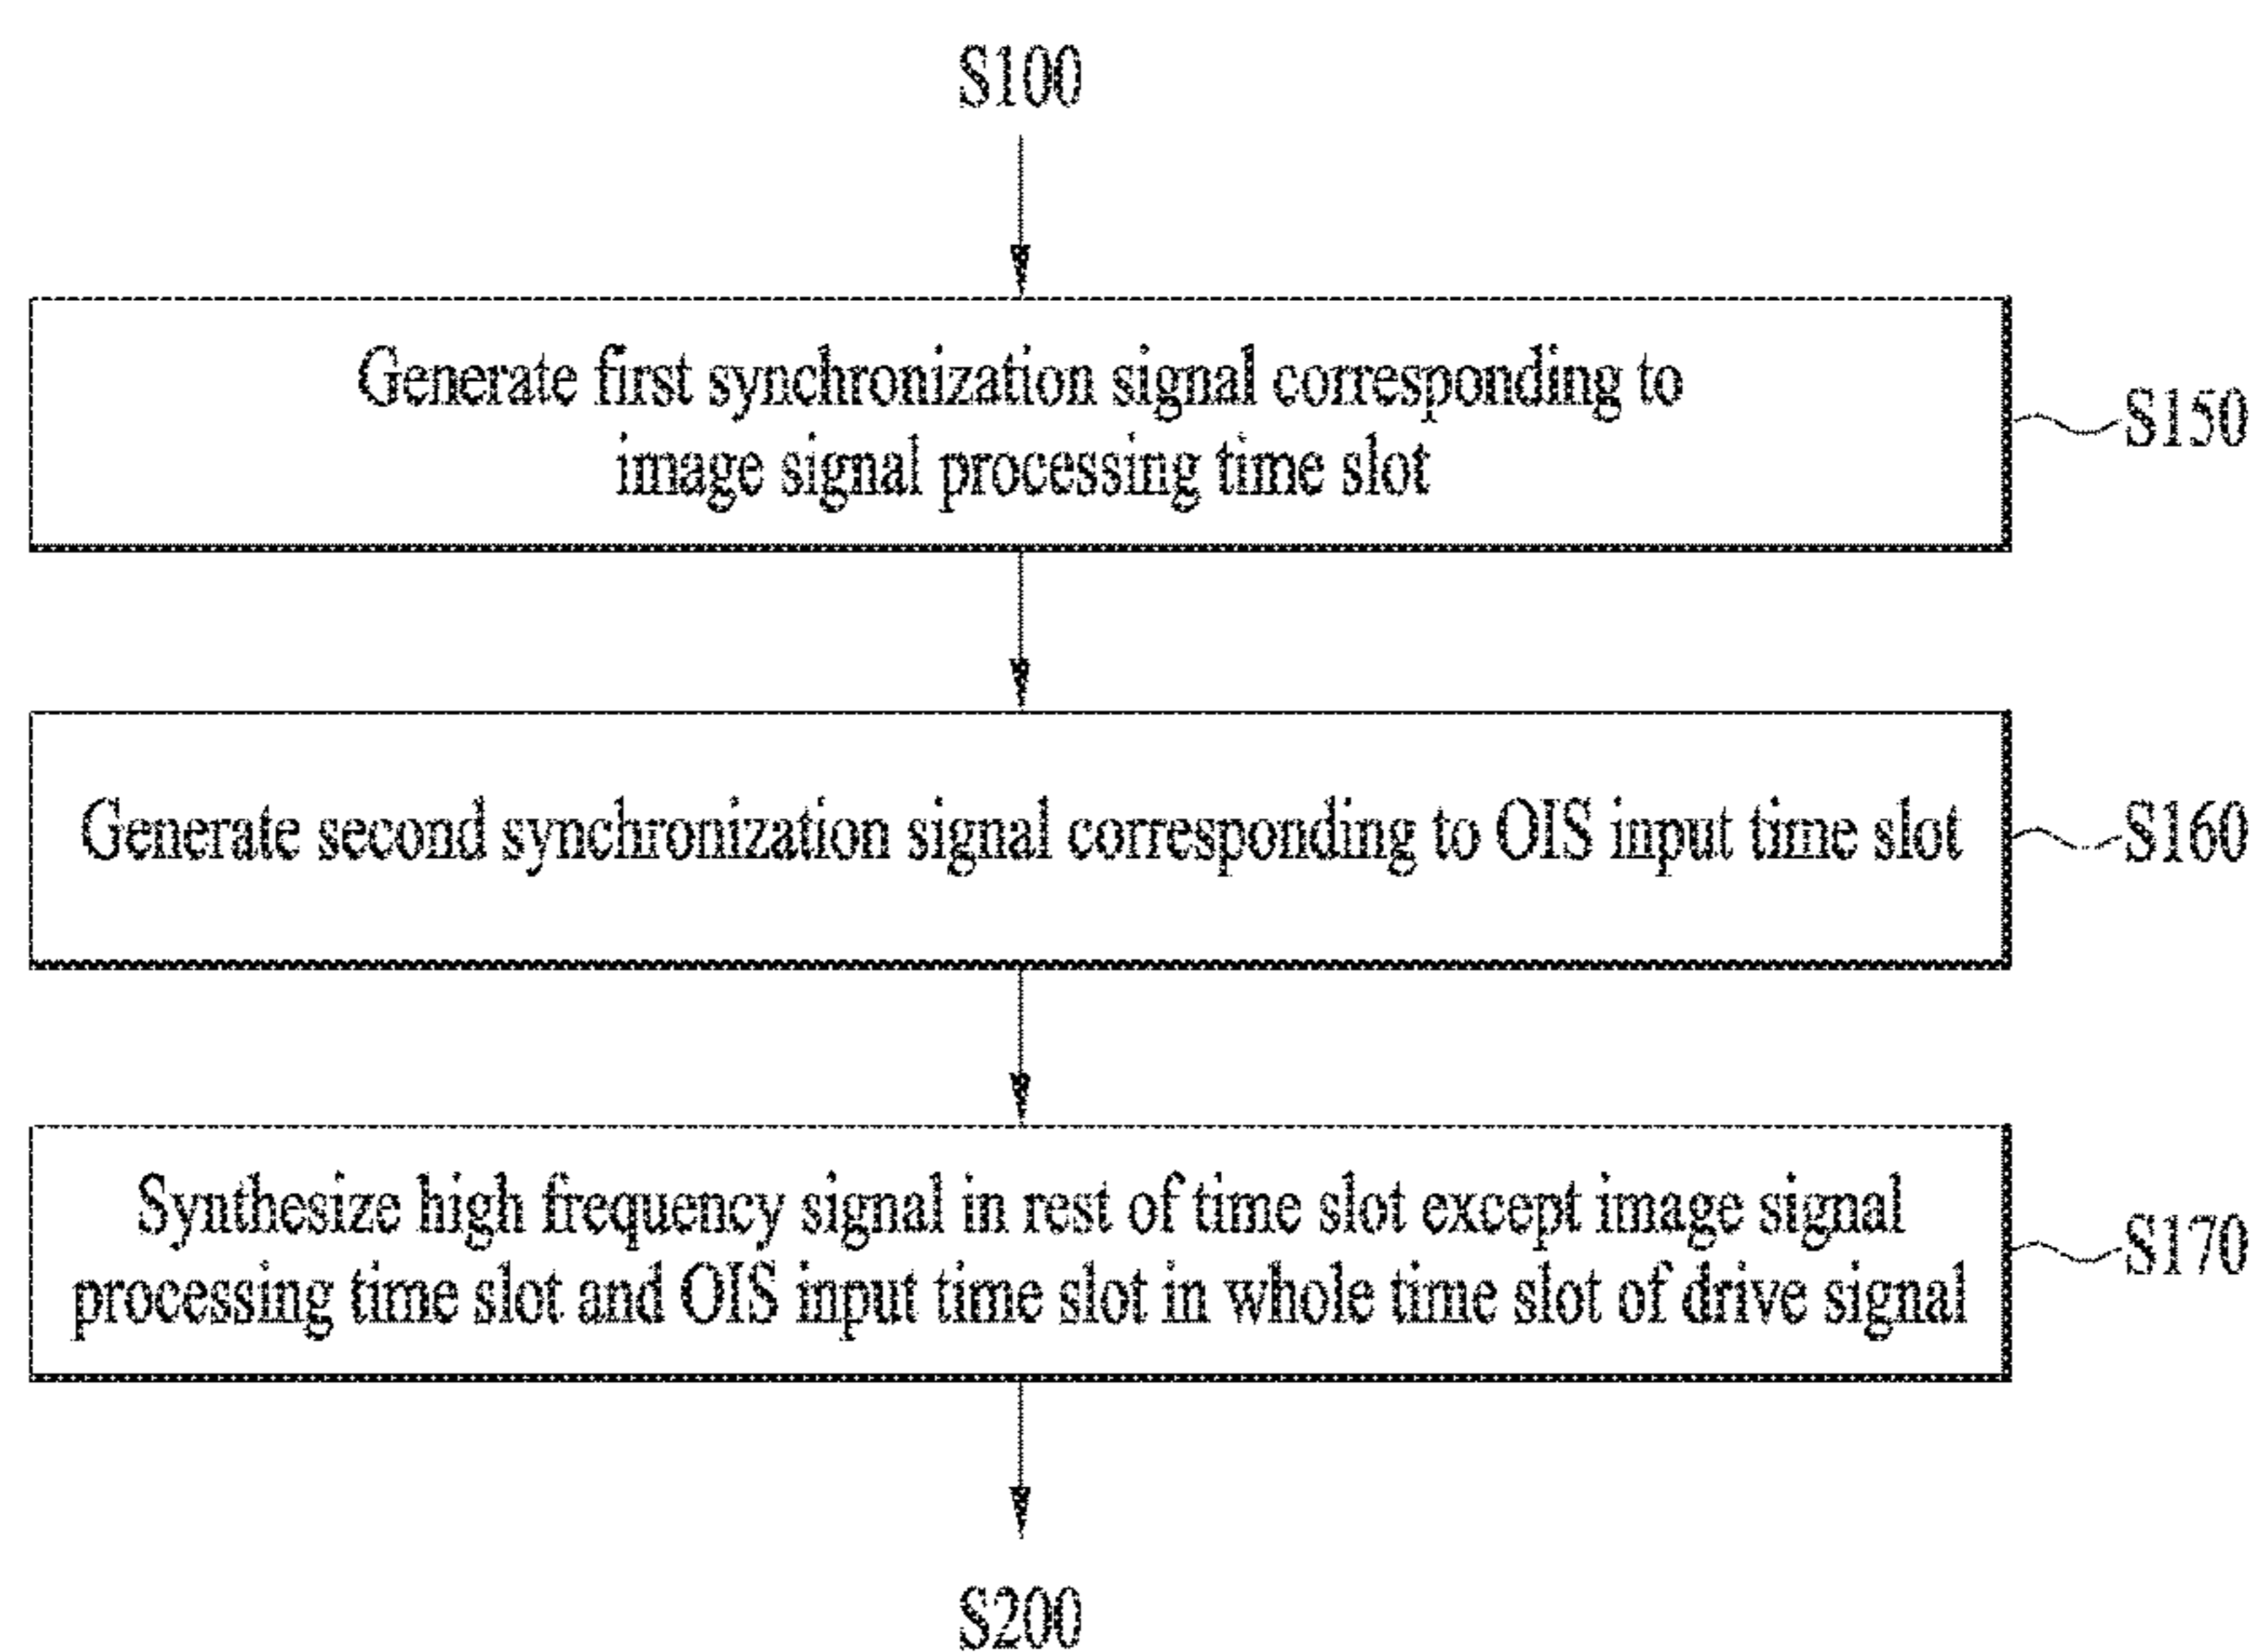 S100
Generate first synchronization signal corresponding to
image signal processing time slot
S150
Generate second synchronization signal corresponding to OIS input time slot
S160
Synthesize high frequency signal in rest of time slot except image signal
processing time slot and OIS input time slot in whole time slot of drive signal
S170
S200